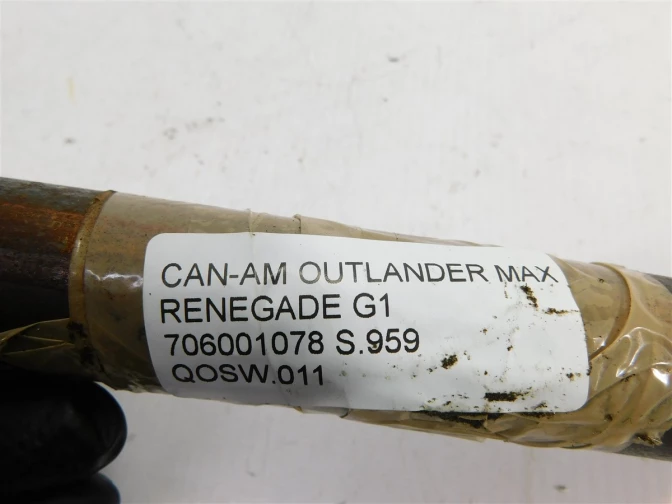 CAN-AM OUTLANDER MAX
RENEGADE G1
706001078 S.959
QOSW.011